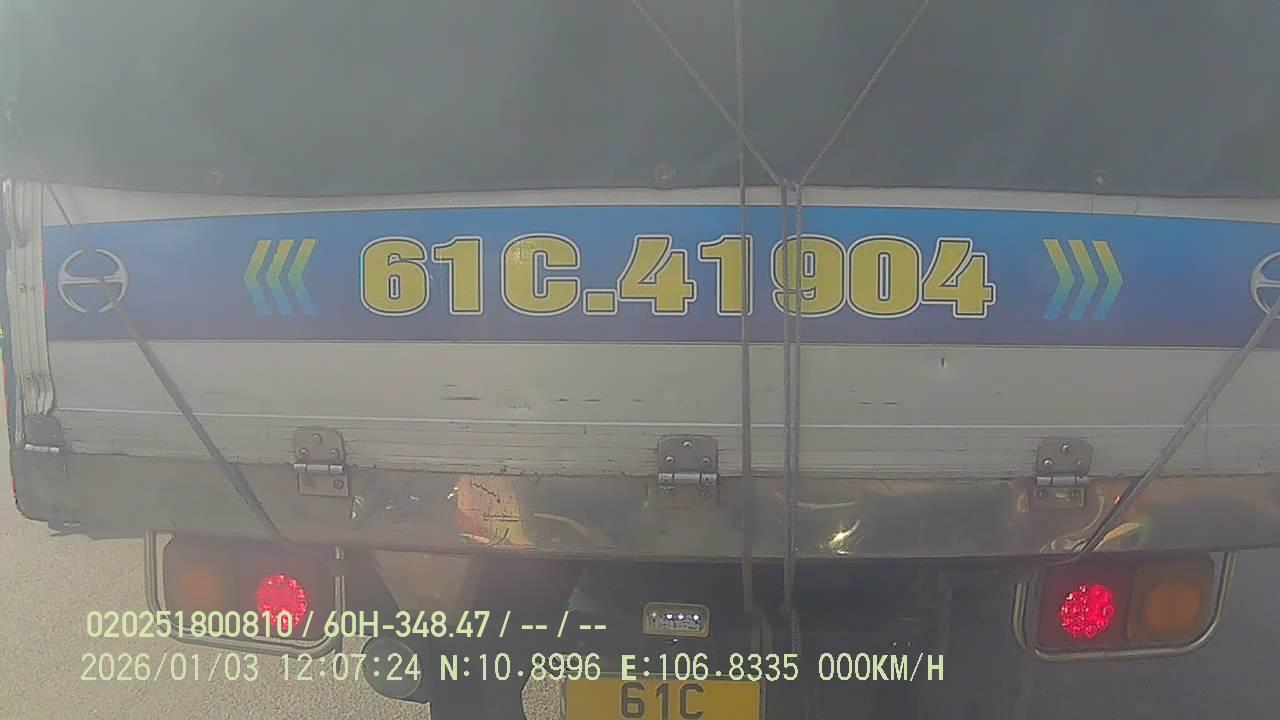 61C.41904
020251800810 / 60H-348.47 / -- / --
2026/01/03 12:07:24 N:10.8996 E:106.8335 000KM/H
61C